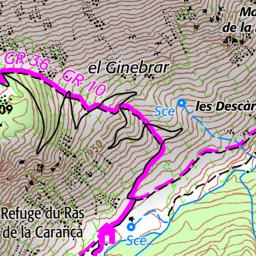 Ma
de la
el Ginebrar
GR 36 - GR 10
Sce
les Descàr
09
Refuge du Ras
de la Carança
Sce